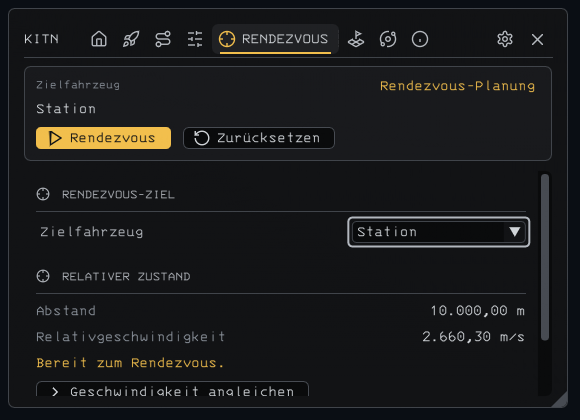 KITN RENDEZVOUS
Zielfahrzeug
Rendezvous-Planung
Station
Rendezvous Zurücksetzen
RENDEZVOUS-ZIEL
Zielfahrzeug Station
RELATIVER ZUSTAND
Abstand 10.000,00 m
Relativgeschwindigkeit 2.660,30 m/s
Bereit zum Rendezvous.
Geschwindigkeit angleichen